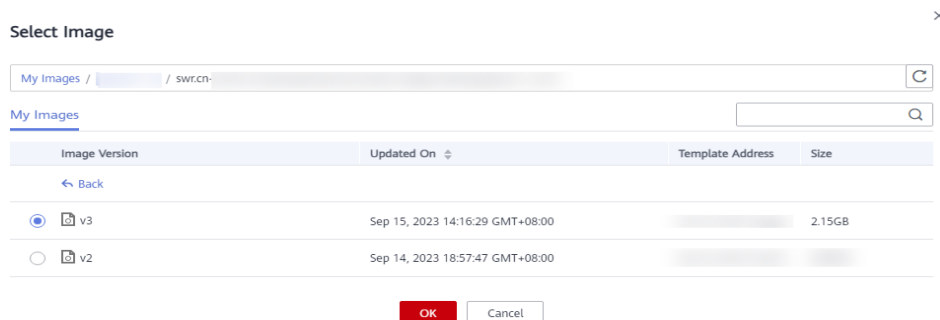 Select Image
My Images / / swr.cn-
My Images
Image Version Updated On Template Address Size
Back
v3 Sep 15, 2023 14:16:29 GMT+08:00 2.15GB
v2 Sep 14, 2023 18:57:47 GMT+08:00
OK Cancel